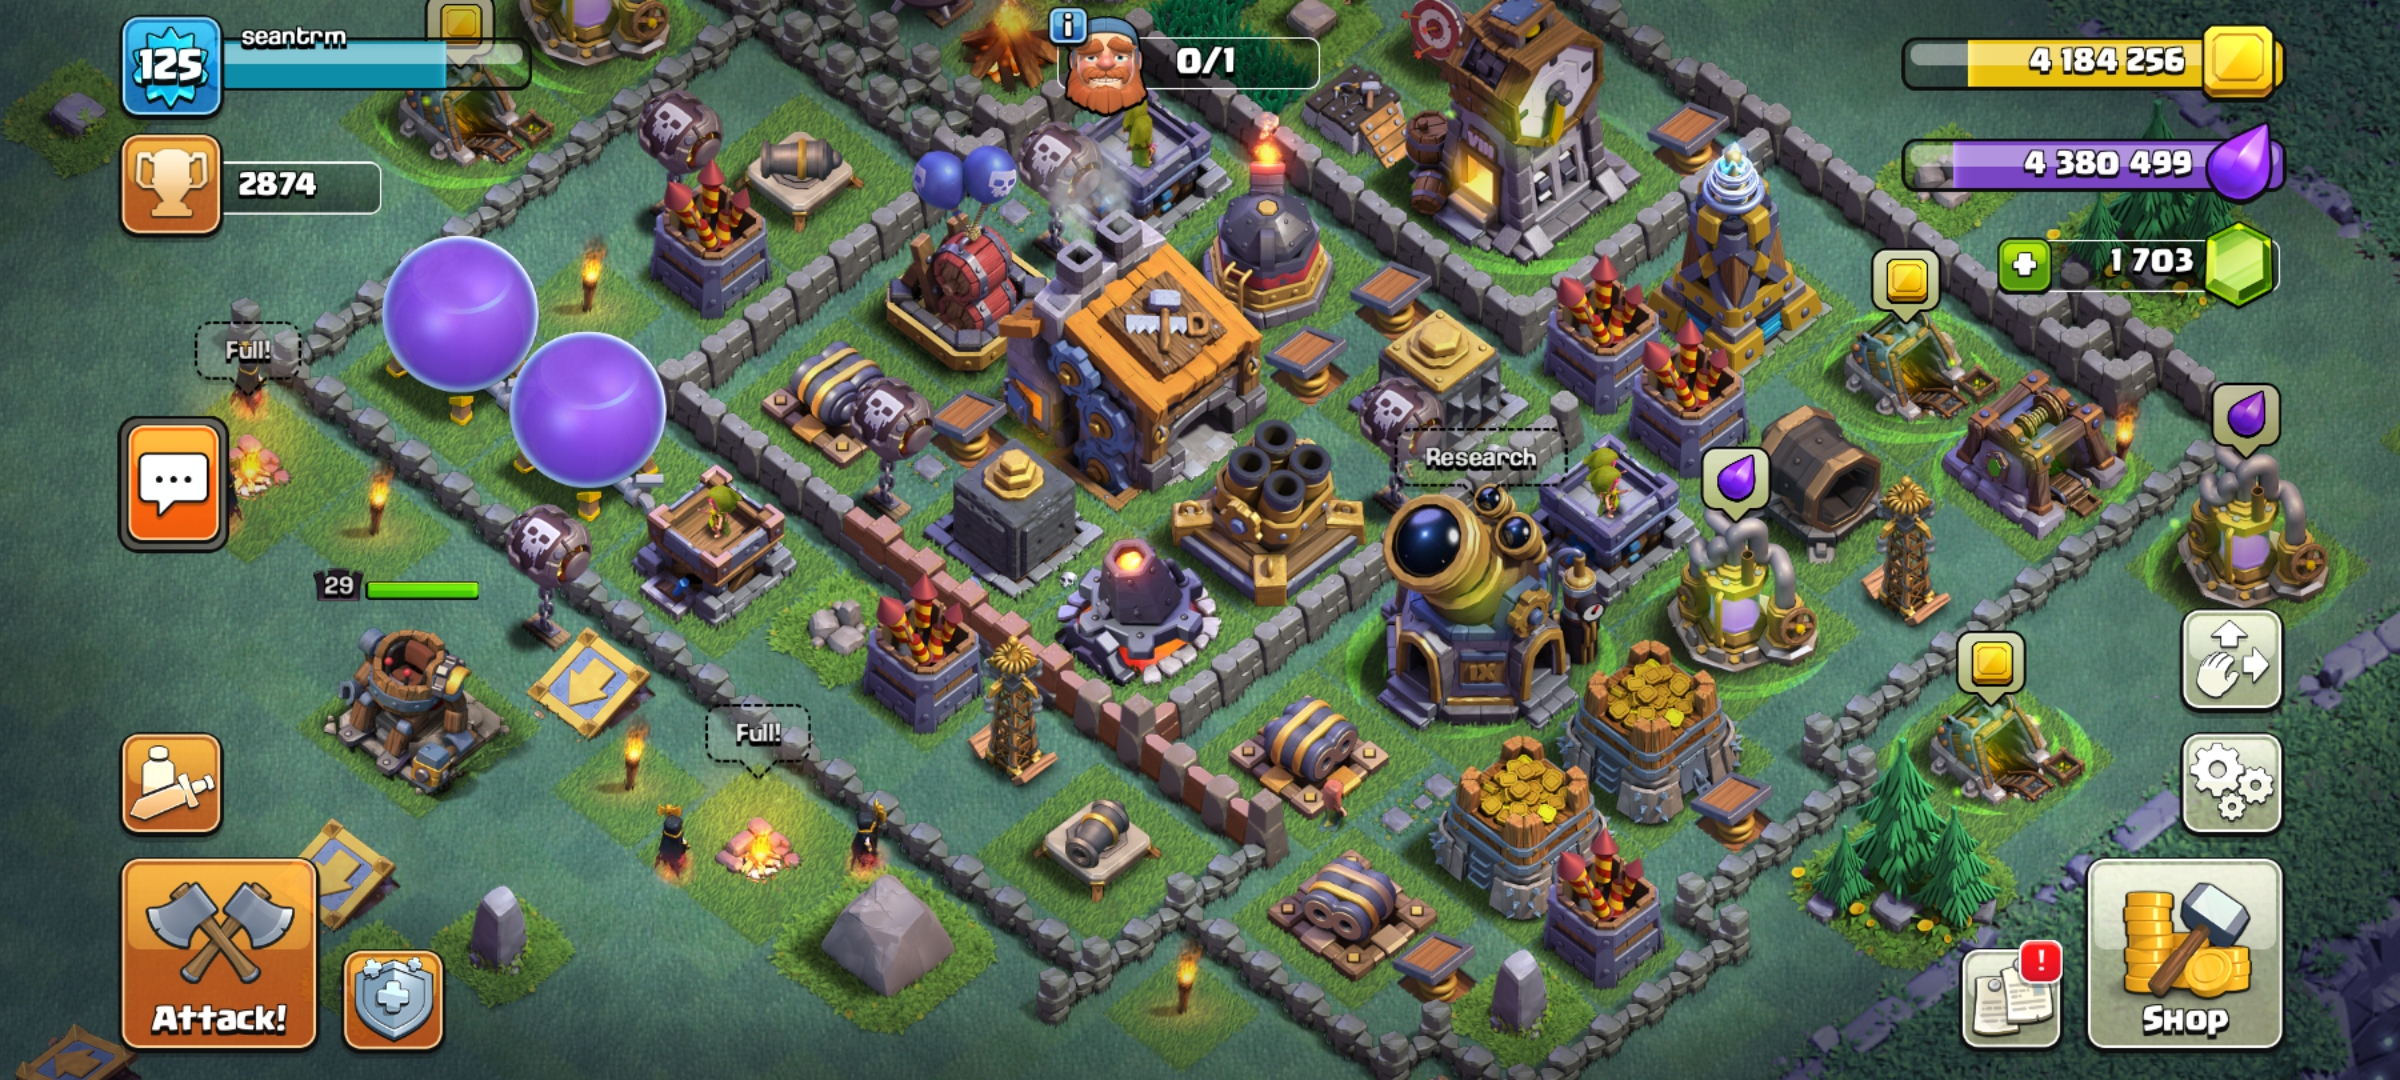 125
seantrm
0/1
4 184 256
2874
4 380 499
1 703
Full!
Research
29
IX
Full!
Attack!
Shop